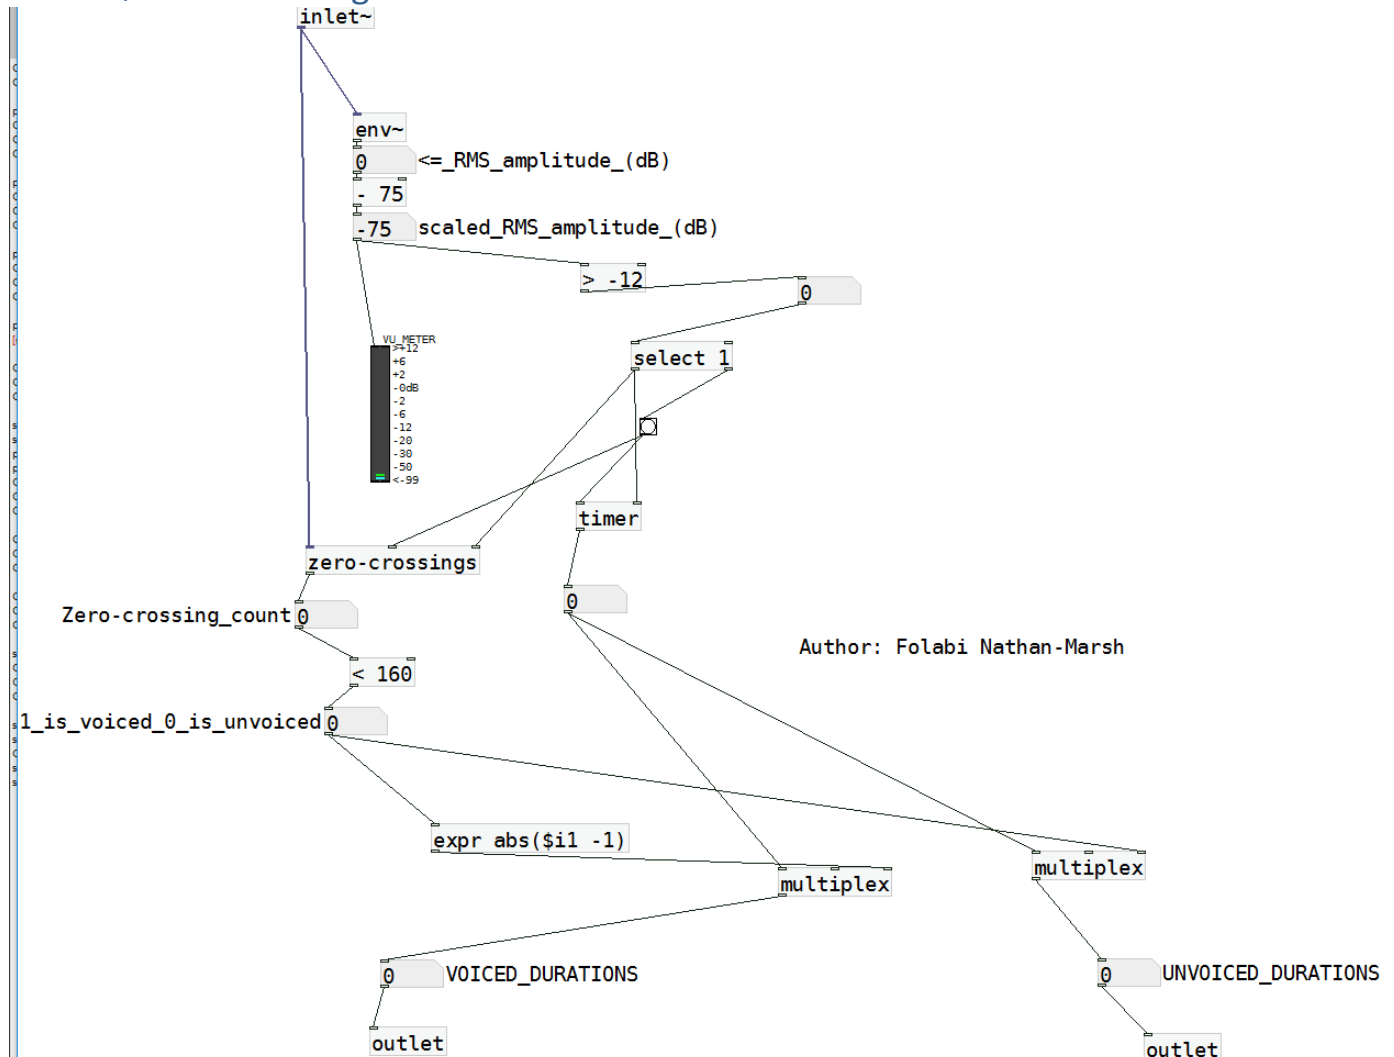 inlet~
env~
0 <=_RMS_amplitude_(dB)
- 75
-75 scaled_RMS_amplitude_(dB)
> -12
0
VU_METER
>+12
+6
+2
-0dB
-2
-6
-12
-20
-30
-50
<-99
select 1
timer
zero-crossings
Zero-crossing_count 0
0
Author: Folabi Nathan-Marsh
< 160
1_is_voiced_0_is_unvoiced 0
expr abs($i1 -1)
multiplex
multiplex
0 VOICED_DURATIONS
0 UNVOICED_DURATIONS
outlet
outlet